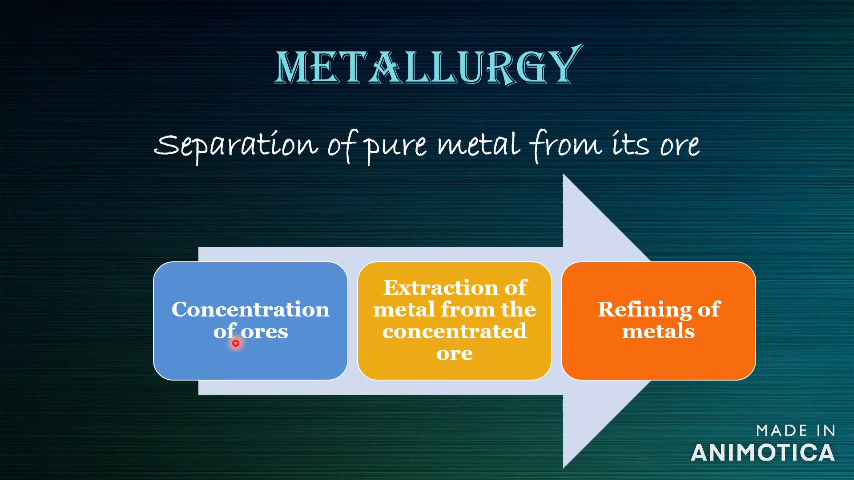 METALLURGY
Separation of pure metal from its ore
Concentration
of ores
Extraction of
metal from the
concentrated
ore
Refining of
metals
MADE IN
ANIMOTICA